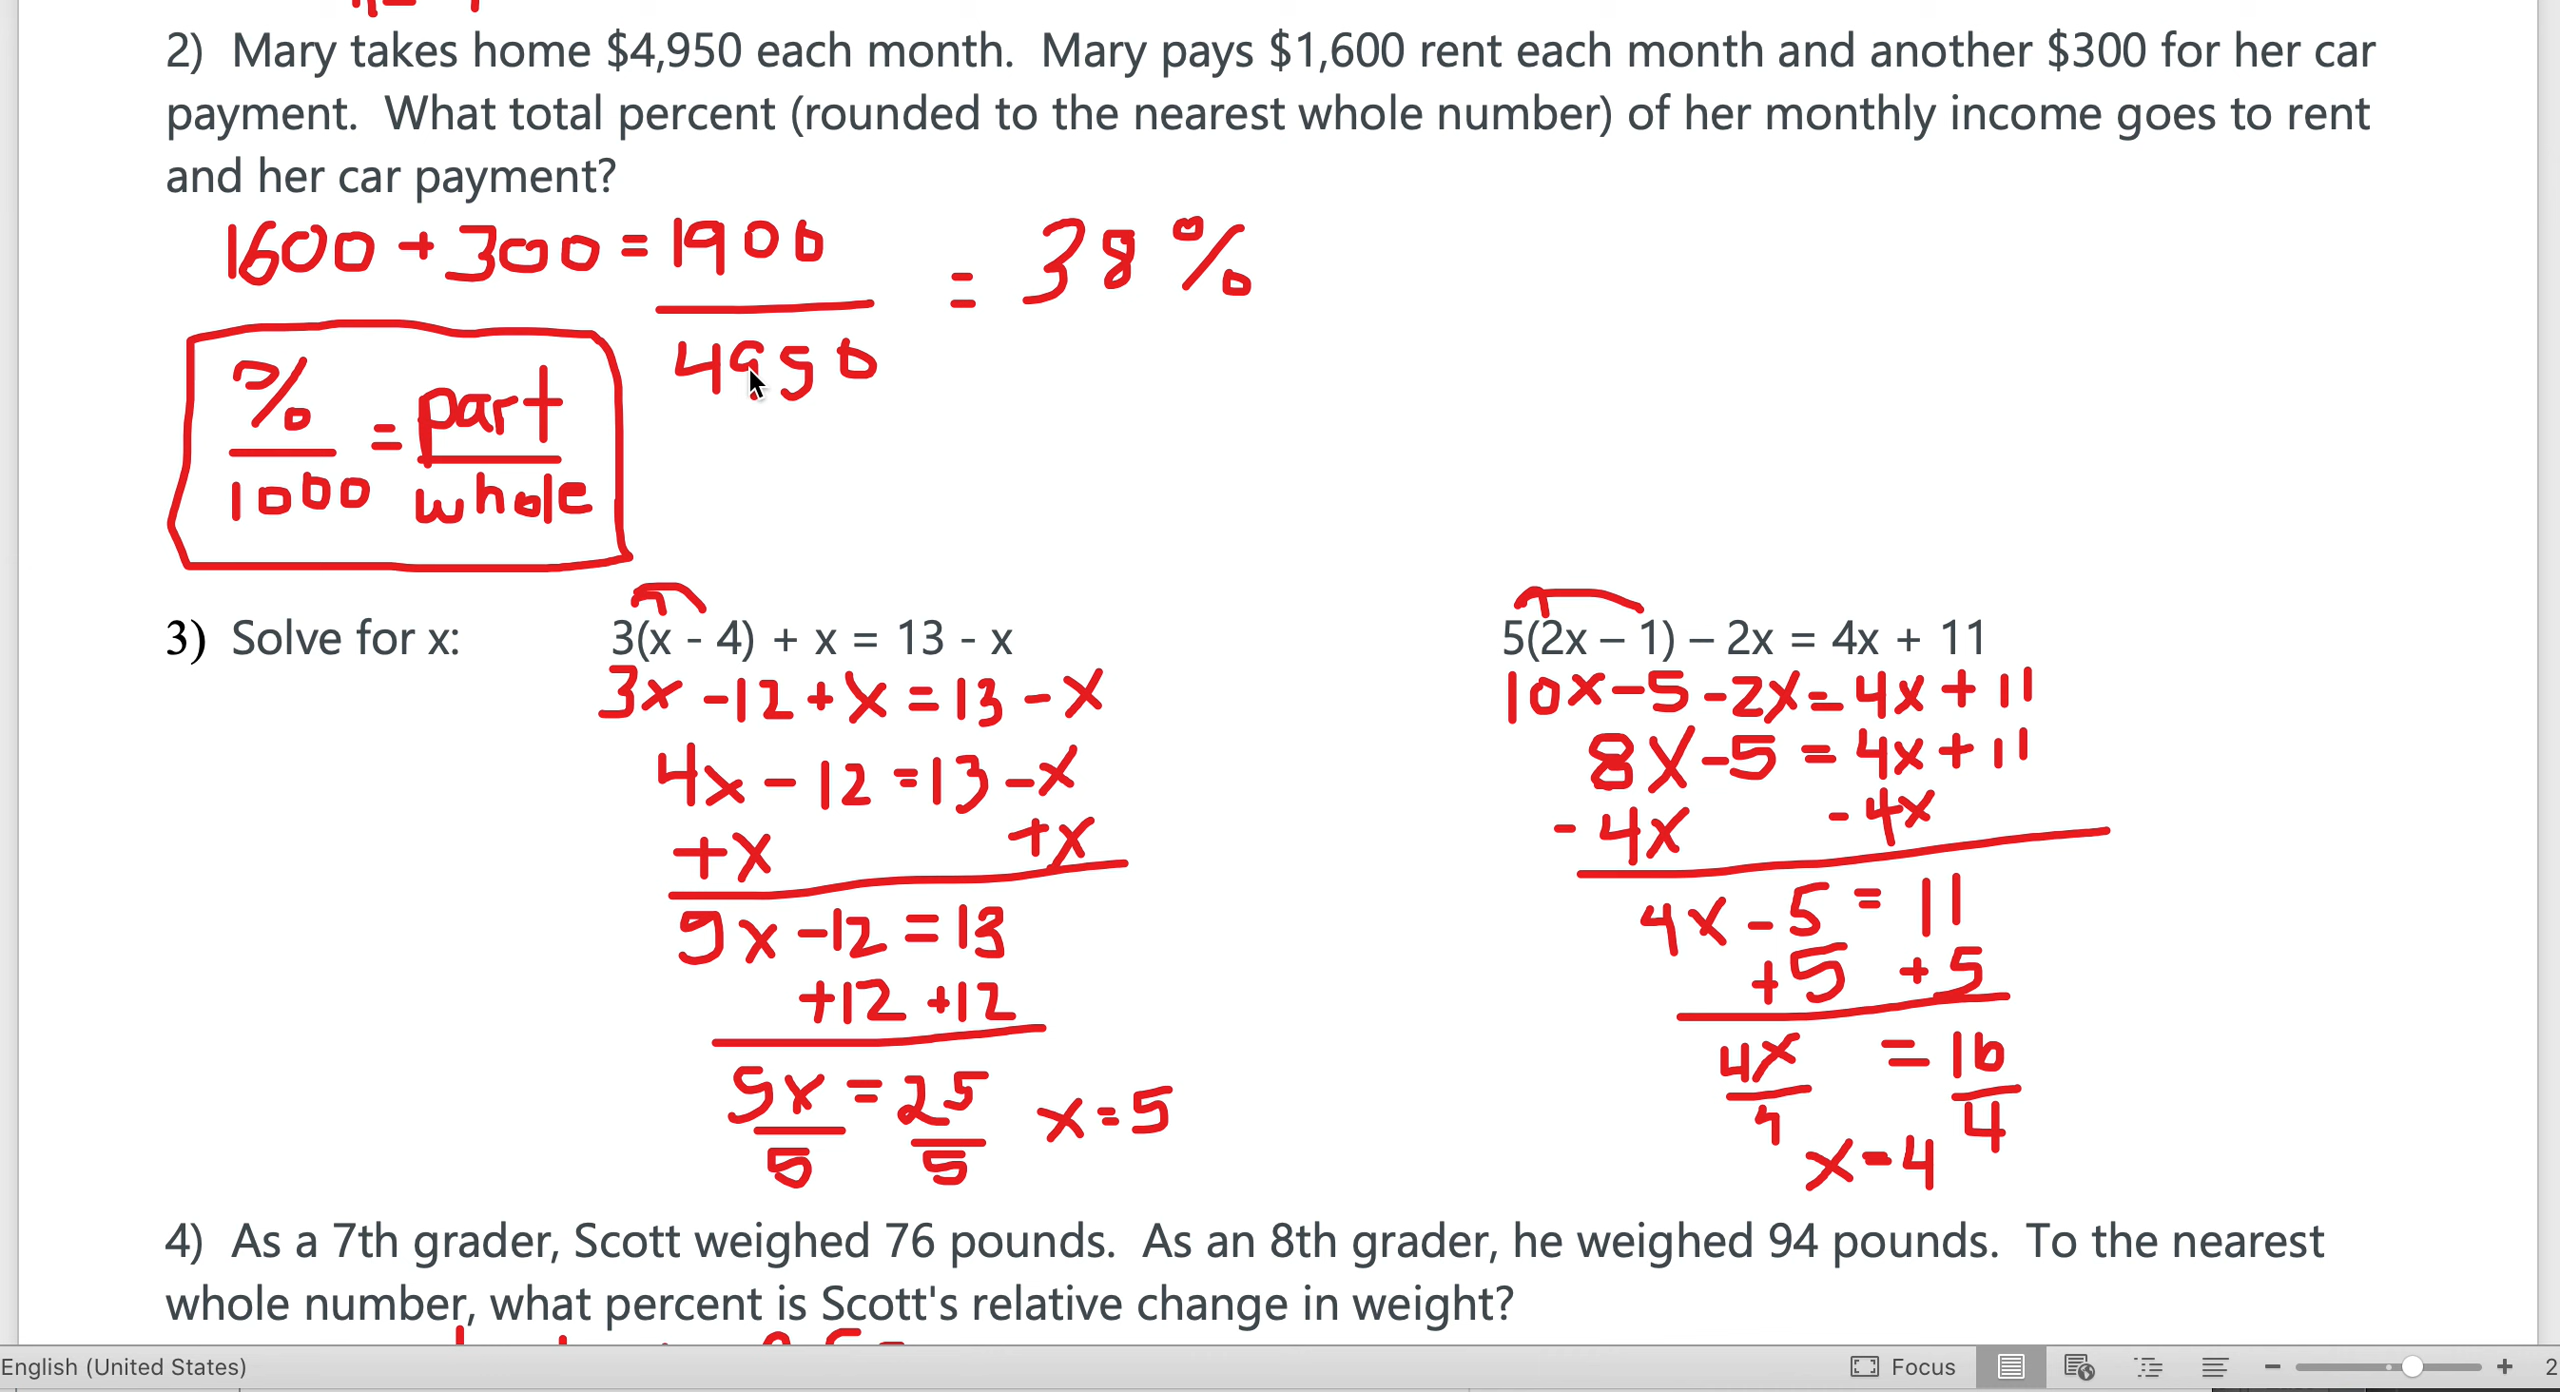 2) Mary takes home $4,950 each month. Mary pays $1,600 rent each month and another $300 for her car
payment. What total percent (rounded to the nearest whole number) of her monthly income goes to rent
and her car payment?
1600 + 300 = 1900
4950
= 38%
% = part
1000 whole
3) Solve for x: 3(x - 4) + x = 13 - x
3x - 12 + x = 13 - x
4x - 12 = 13 - x
+x +x
5x - 12 = 13
+12 +12
5x = 25
5 5
x = 5
5(2x – 1) – 2x = 4x + 11
10x - 5 - 2x = 4x + 11
8x - 5 = 4x + 11
- 4x - 4x
4x - 5 = 11
+5 +5
4x = 16
4 4
x = 4
4) As a 7th grader, Scott weighed 76 pounds. As an 8th grader, he weighed 94 pounds. To the nearest
whole number, what percent is Scott's relative change in weight?
English (United States) Focus − + 2